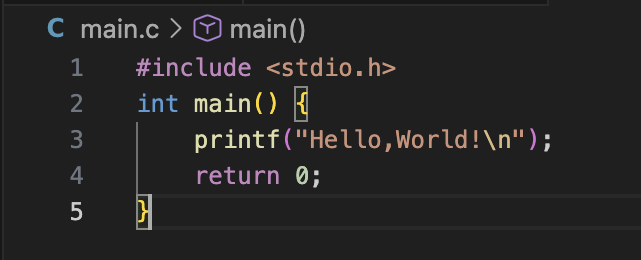 C main.c > main()
1 #include <stdio.h>
2 int main() {
3     printf("Hello,World!\n");
4     return 0;
5 }